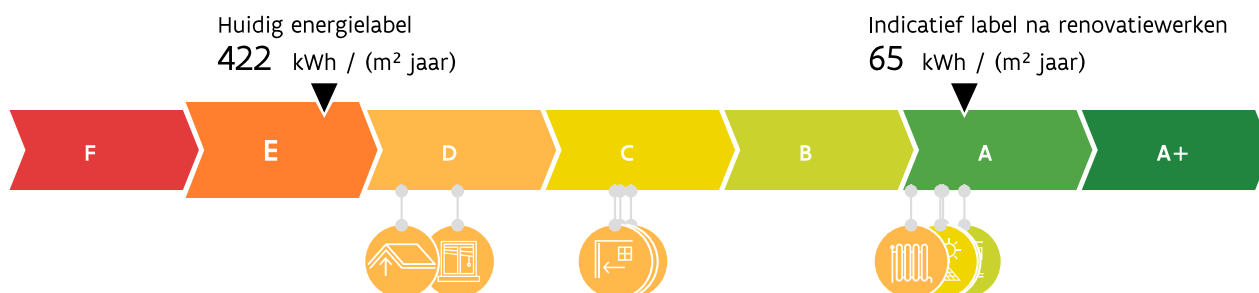 Huidig energielabel
422 kWh / (m² jaar)
Indicatief label na renovatiewerken
65 kWh / (m² jaar)
F E D C B A A+